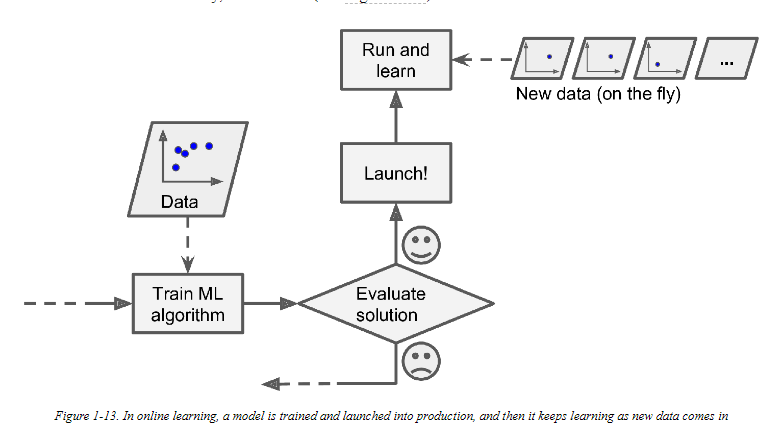 Run and
learn
...
New data (on the fly)
Launch!
Data
Train ML
algorithm
Evaluate
solution
Figure 1-13. In online learning, a model is trained and launched into production, and then it keeps learning as new data comes in